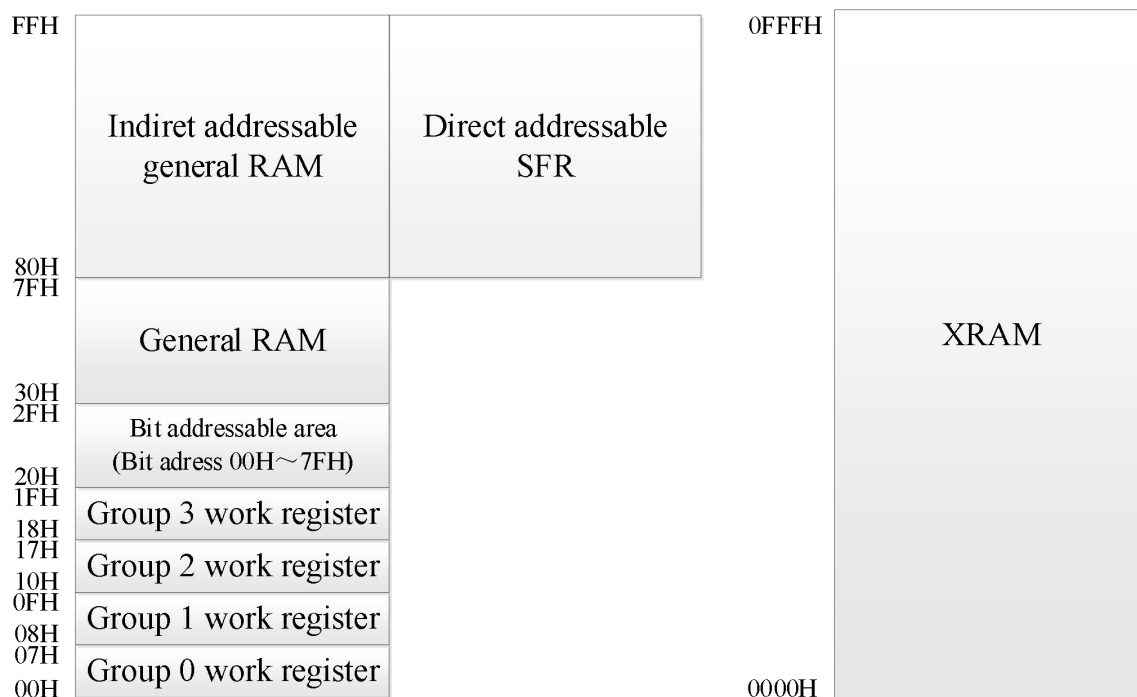 FFH
0FFFH
Indiret addressable
general RAM
Direct addressable
SFR
80H
7FH
General RAM
XRAM
30H
2FH
Bit addressable area
(Bit adress 00H～7FH)
20H
1FH
Group 3 work register
18H
17H
Group 2 work register
10H
0FH
Group 1 work register
08H
07H
Group 0 work register
00H
0000H